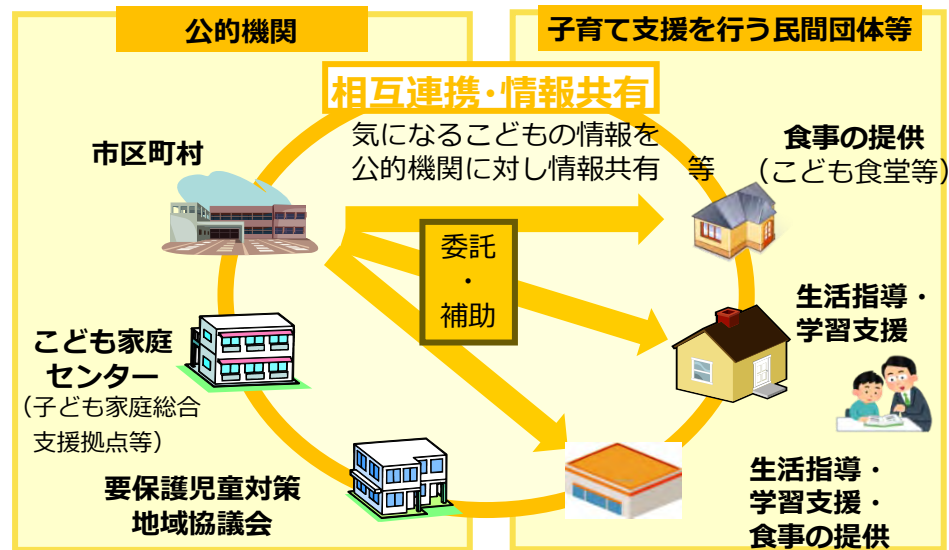 公的機関
子育て支援を行う民間団体等
相互連携・情報共有
気になるこどもの情報を
公的機関に対し情報共有　等
市区町村
こども家庭
センター
（子ども家庭総合
支援拠点等）
要保護児童対策
地域協議会
委託
・
補助
食事の提供
（こども食堂等）
生活指導・
学習支援
生活指導・
学習支援・
食事の提供